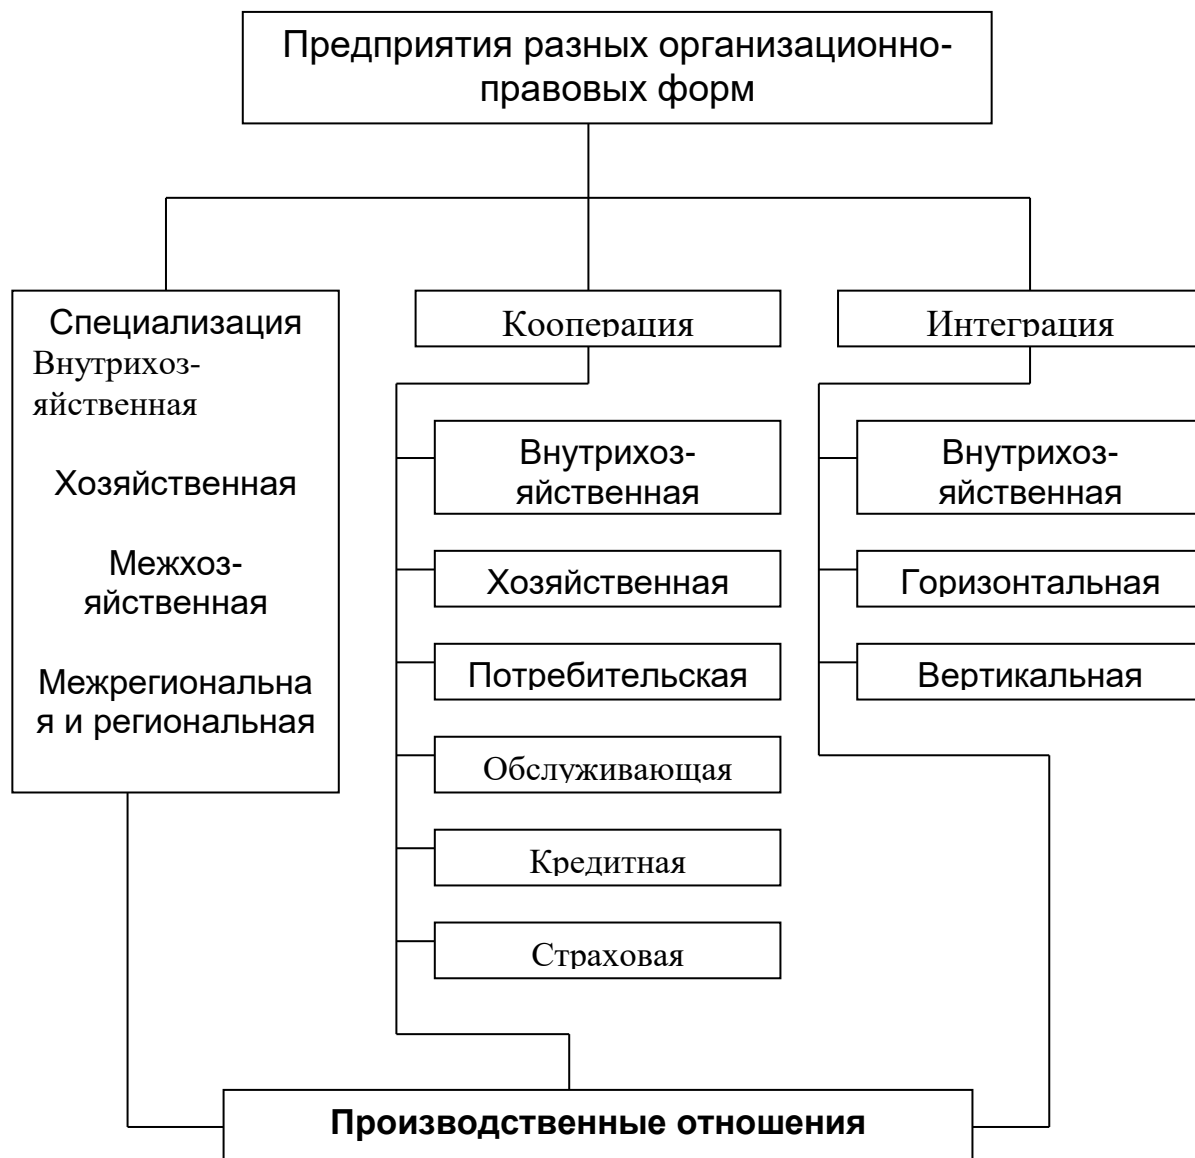 Предприятия разных организационно-
правовых форм
Специализация
Внутрихоз-
яйственная
Хозяйственная
Межхоз-
яйственная
Межрегиональна
я и региональная
Кооперация
Внутрихоз-
яйственная
Хозяйственная
Потребительская
Обслуживающая
Кредитная
Страховая
Интеграция
Внутрихоз-
яйственная
Горизонтальная
Вертикальная
Производственные отношения